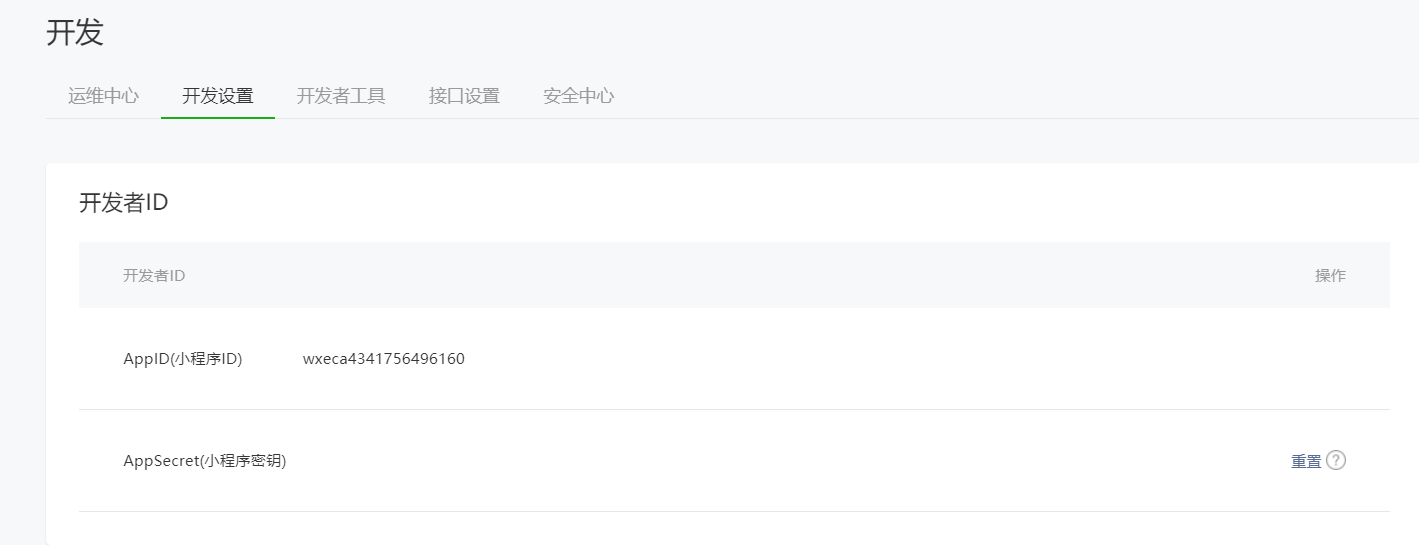 开发
运维中心 开发设置 开发者工具 接口设置 安全中心
开发者ID
开发者ID 操作
AppID(小程序ID) wxeca4341756496160
AppSecret(小程序密钥) 重置 ?